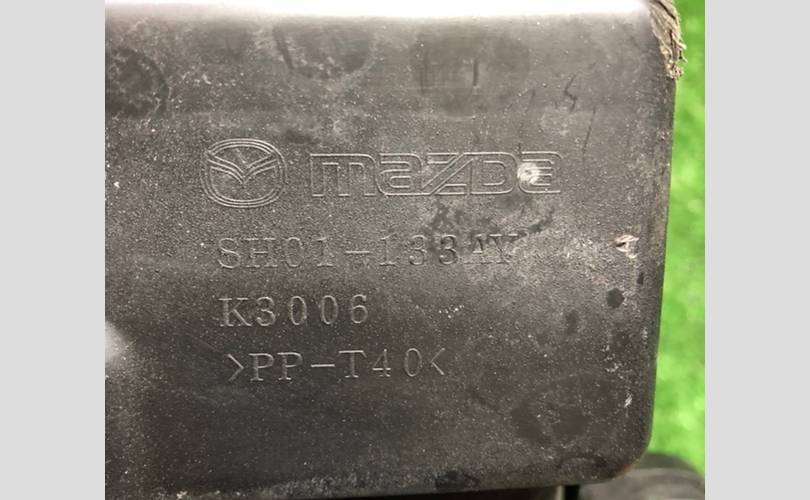 mazda
SH01-133AY
K3006
>PP-T40<